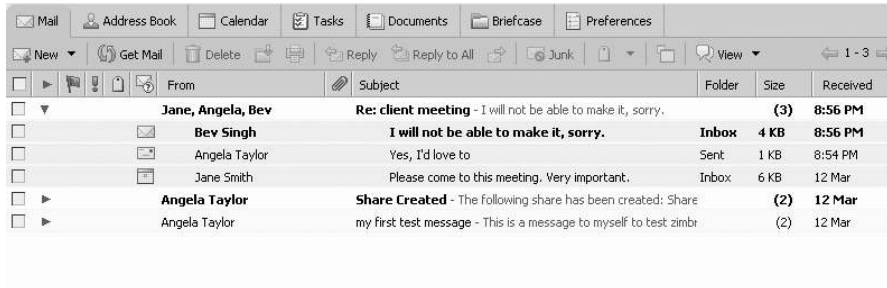 Mail Address Book Calendar Tasks Documents Briefcase Preferences
New Get Mail Delete Reply Reply to All Junk View 1 - 3
From Subject Folder Size Received
Jane, Angela, Bev Re: client meeting - I will not be able to make it, sorry. (3) 8:56 PM
Bev Singh I will not be able to make it, sorry. Inbox 4 KB 8:56 PM
Angela Taylor Yes, I'd love to Sent 1 KB 8:54 PM
Jane Smith Please come to this meeting. Very important. Inbox 6 KB 12 Mar
Angela Taylor Share Created - The following share has been created: Share (2) 12 Mar
Angela Taylor my first test message - This is a message to myself to test zimbr (2) 12 Mar